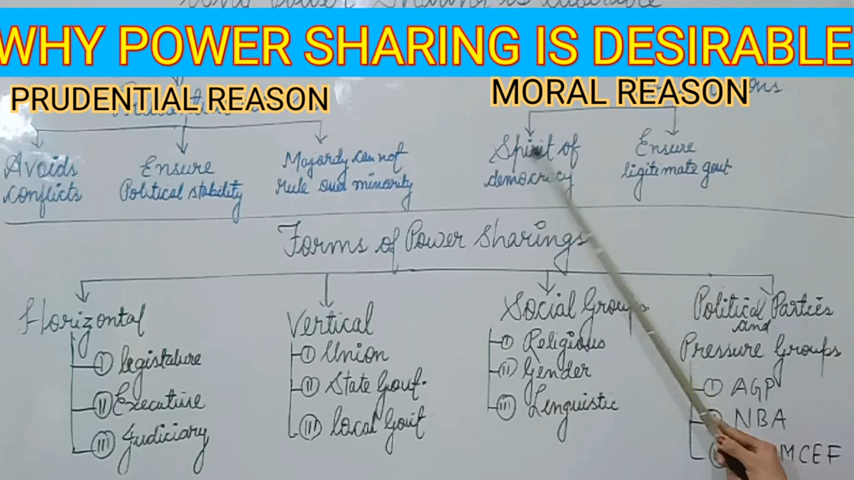 WHY POWER SHARING IS DESIRABLE
PRUDENTIAL REASON
MORAL REASON
Avoids
conflicts
Ensure
Political stability
Majority can not
rule over minority
Spirit of
democracy
Ensure
ligitimate govt
Forms of Power Sharings
Horizontal
I legislature
II Executive
III Judiciary
Vertical
I Union
II State Govt.
III Local Govt
Social Groups
I Religious
II Gender
III Linguistic
Political Parties
and
Pressure Groups
I AGP
NBA
MCEF